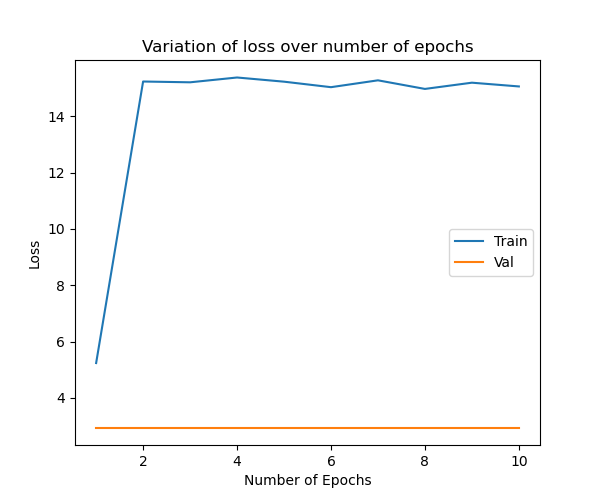 Variation of loss over number of epochs
14
12
10
8
6
4
Loss
Train
Val
2
4
6
8
10
Number of Epochs